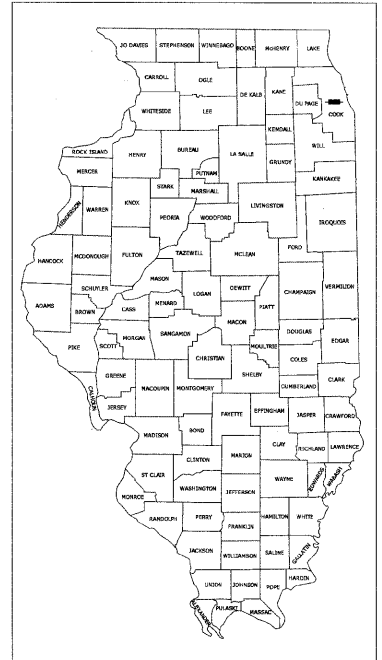 JO DAVIES STEPHENSON WINNEBAGO BOONE McHENRY LAKE
CARROLL OGLE
DE KALB KANE
DU PAGE COOK
WHITESIDE LEE
KENDALL
WILL
ROCK ISLAND HENRY BUREAU LA SALLE
GRUNDY
MERCER PUTNAM
KANKAKEE
STARK MARSHALL
HENDERSON WARREN KNOX LIVINGSTON
PEORIA WOODFORD IROQUOIS
FORD
HANCOCK MCDONOUGH FULTON TAZEWELL MCLEAN
MASON
SCHUYLER LOGAN DEWITT CHAMPAIGN VERMILION
ADAMS CASS MENARD PIATT
BROWN MACON
MORGAN SANGAMON DOUGLAS EDGAR
PIKE SCOTT MOULTRIE
CHRISTIAN COLES
GREENE SHELBY
MACOUPIN MONTGOMERY CUMBERLAND CLARK
CALHOUN JERSEY
FAYETTE EFFINGHAM JASPER CRAWFORD
BOND
MADISON
CLAY RICHLAND LAWRENCE
CLINTON MARION
ST CLAIR WAYNE EDWARDS WABASH
WASHINGTON JEFFERSON
MONROE
RANDOLPH PERRY HAMILTON WHITE
FRANKLIN
JACKSON WILLIAMSON SALINE GALLATIN
UNION JOHNSON POPE HARDIN
ALEXANDER PULASKI MASSAC